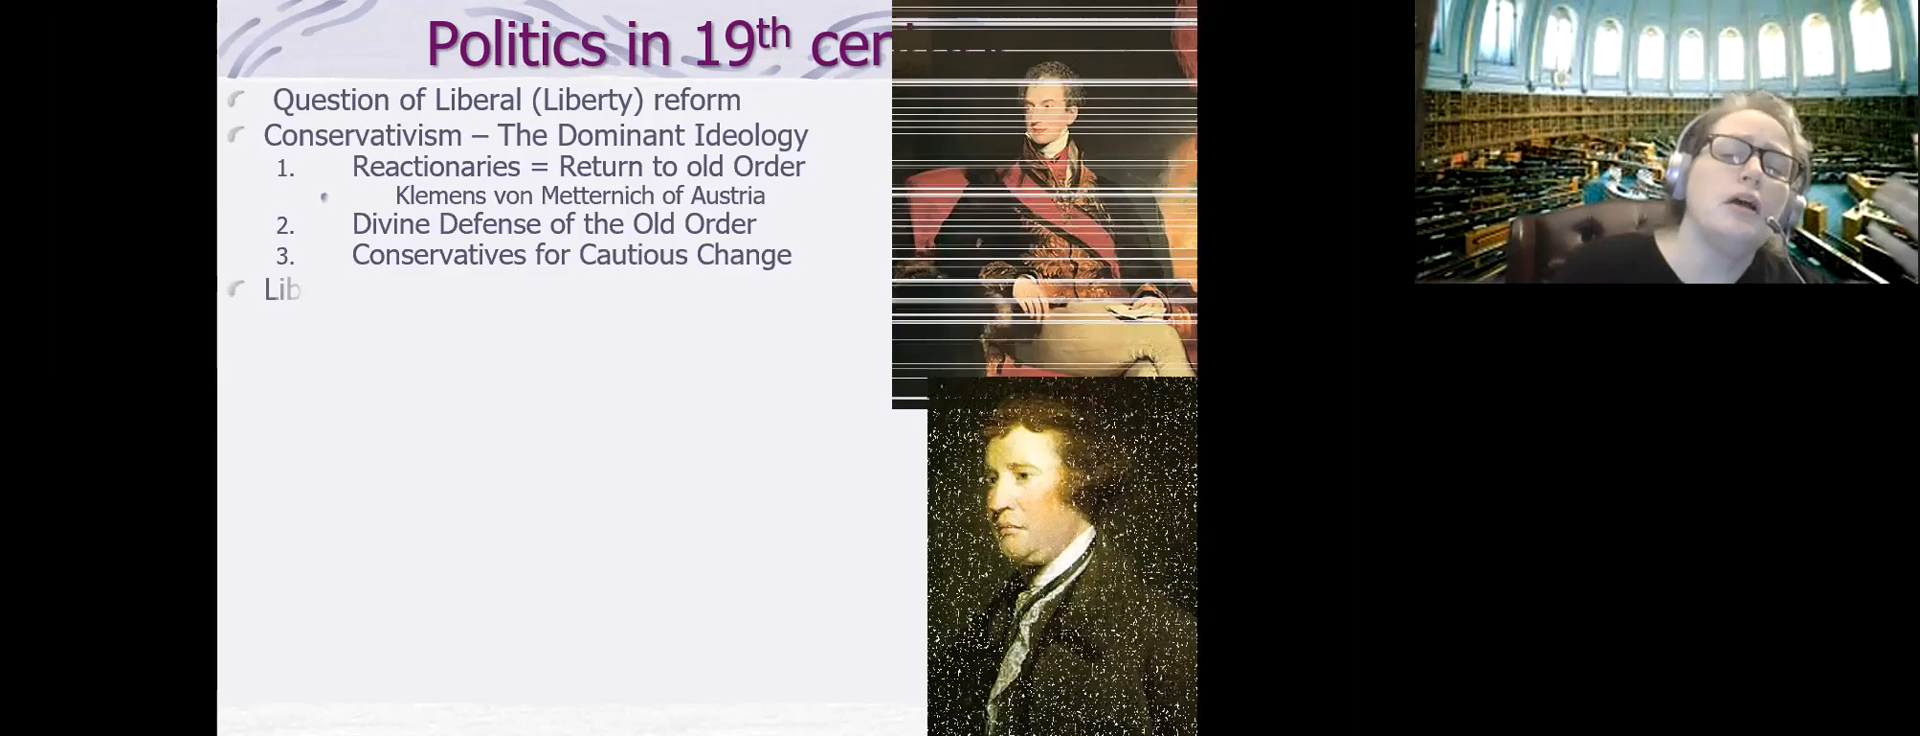 Politics in 19th cen
Question of Liberal (Liberty) reform
Conservativism – The Dominant Ideology
1. Reactionaries = Return to old Order
Klemens von Metternich of Austria
2. Divine Defense of the Old Order
3. Conservatives for Cautious Change
Lib